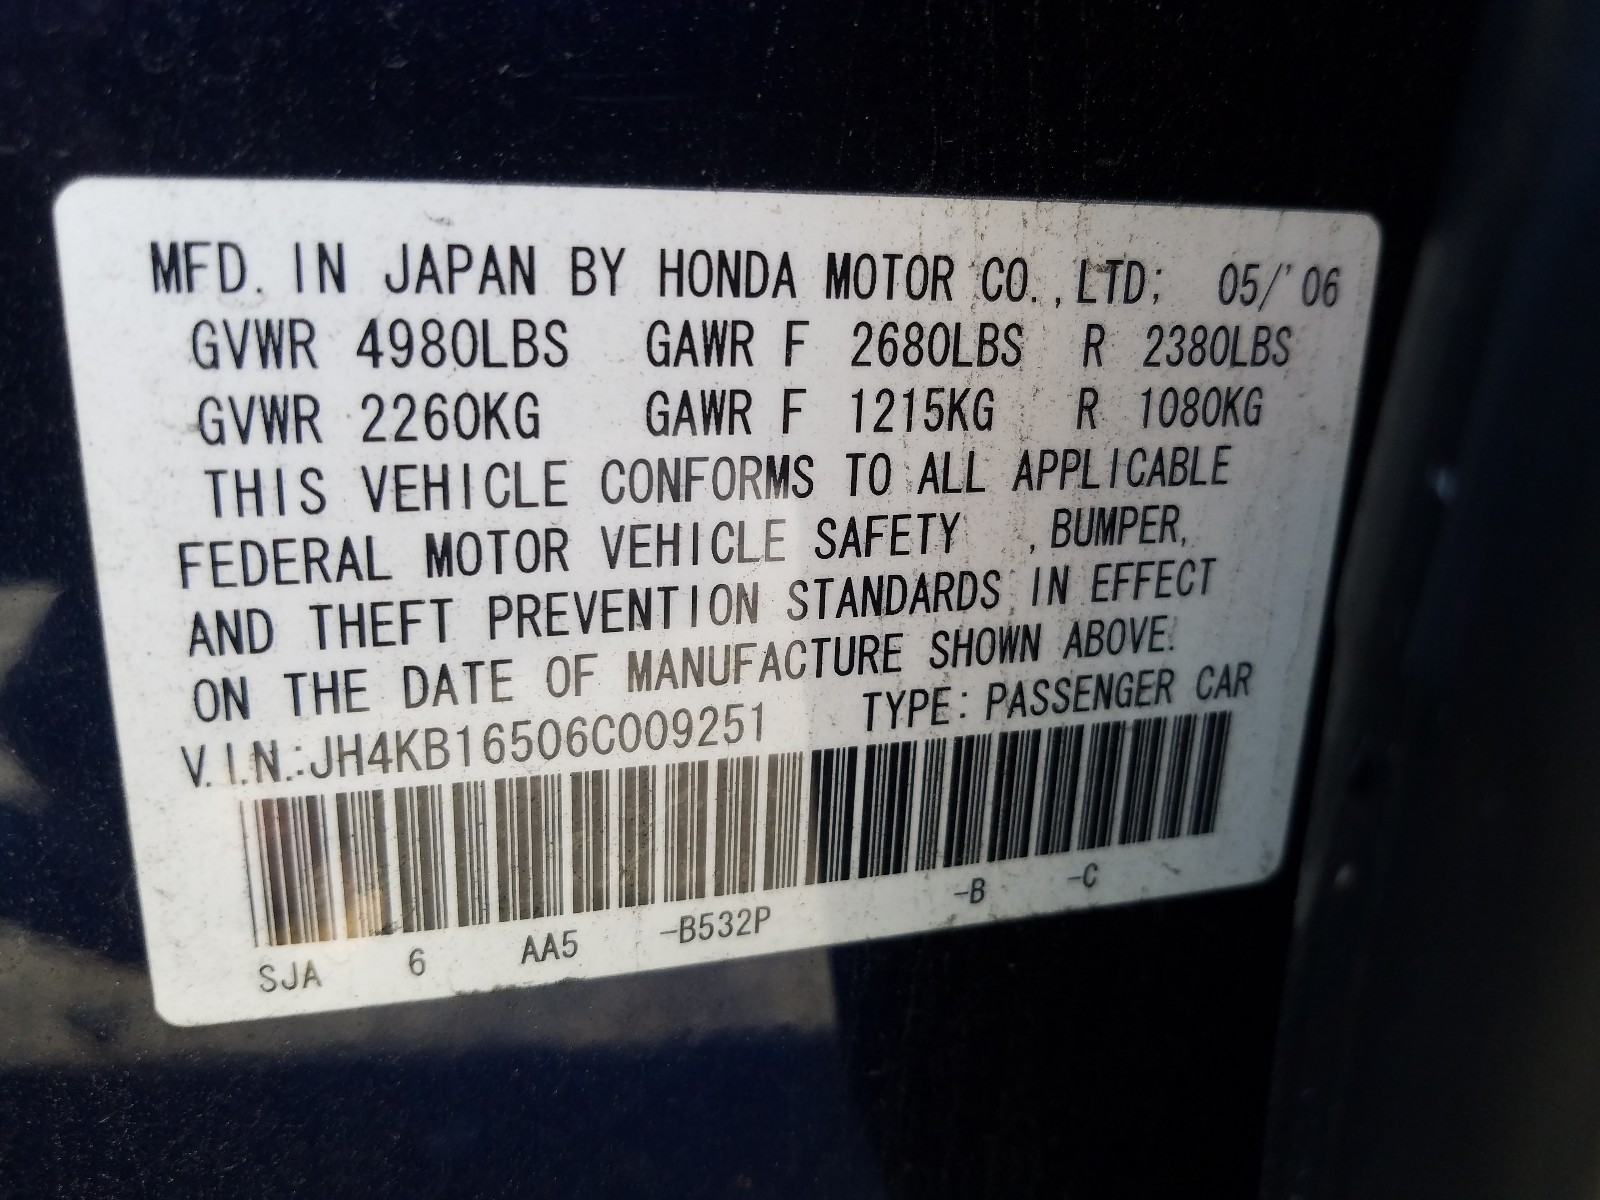 MFD. IN JAPAN BY HONDA MOTOR CO., LTD; 05/'06
GVWR 4980LBS GAWR F 2680LBS R 2380LBS
GVWR 2260KG GAWR F 1215KG R 1080KG
THIS VEHICLE CONFORMS TO ALL APPLICABLE
FEDERAL MOTOR VEHICLE SAFETY , BUMPER,
AND THEFT PREVENTION STANDARDS IN EFFECT
ON THE DATE OF MANUFACTURE SHOWN ABOVE.
V.I.N.:JH4KB16506C009251 TYPE: PASSENGER CAR
SJA 6 AA5 -B532P -B -C